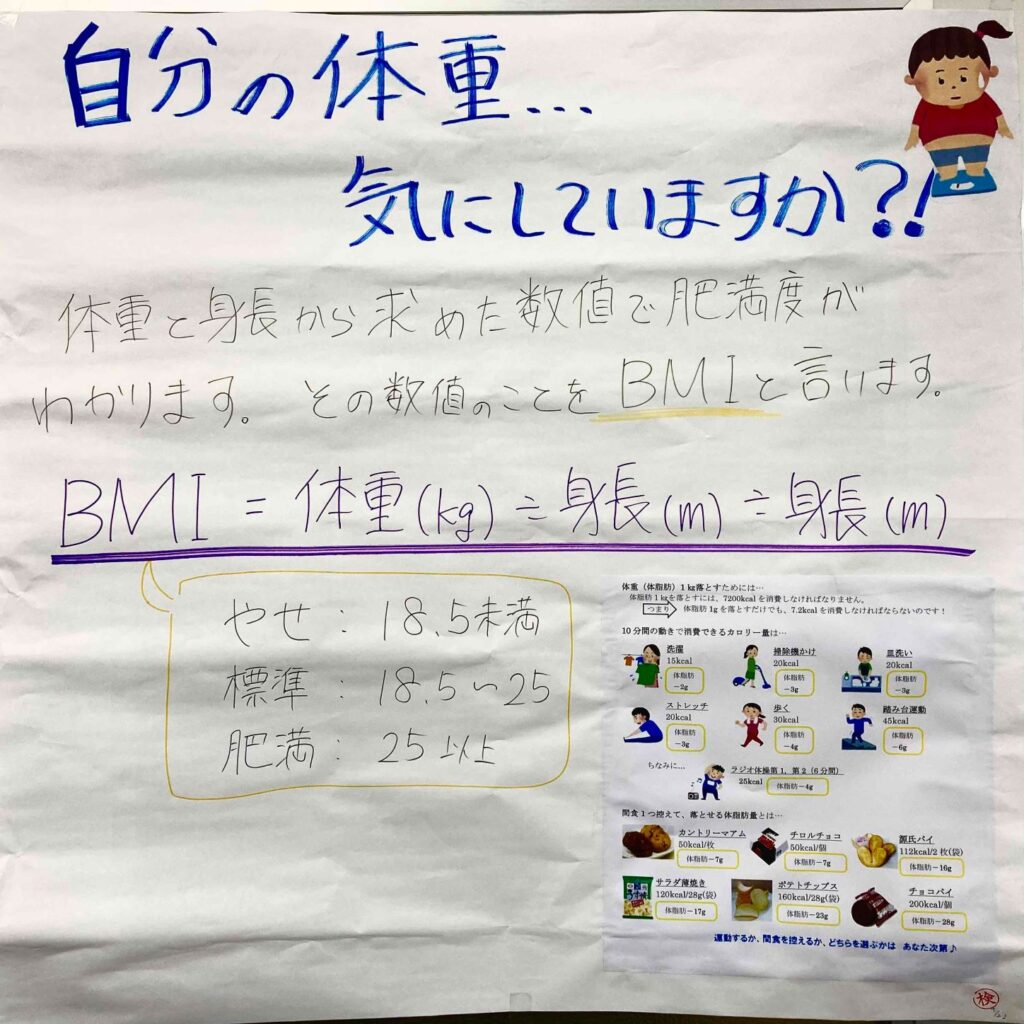 自分の体重...
気にしていますか?!
体重と身長から求めた数値で肥満度が
わかります。その数値のことをBMIと言います。
BMI = 体重(kg) ÷ 身長(m) ÷ 身長(m)
やせ : 18.5未満
標準 : 18.5〜25
肥満 : 25以上
体重（体脂肪）1㎏落とすためには…
体脂肪1㎏を落とすには、7200kcalを消費しなければなりません。
つまり 体脂肪1gを落とすだけでも、7.2kcalを消費しなければならないのです！
10分間の動きで消費できるカロリー量は…
洗濯
15kcal
体脂肪
−2g
掃除機かけ
20kcal
体脂肪
−3g
皿洗い
20kcal
体脂肪
−3g
ストレッチ
20kcal
体脂肪
−3g
歩く
30kcal
体脂肪
−4g
踏み台運動
45kcal
体脂肪
−6g
ちなみに…
ラジオ体操第1，第2（6分間）
25kcal 体脂肪−4g
間食1つ控えて、落とせる体脂肪量とは…
カントリーマアム
50kcal/枚
体脂肪−7g
チロルチョコ
50kcal/個
体脂肪−7g
源氏パイ
112kcal/2枚(袋)
体脂肪−16g
サラダ薄焼き
120kcal/28g(袋)
体脂肪−17g
ポテトチップス
160kcal/28g(袋)
体脂肪−23g
チョコパイ
200kcal/個
体脂肪−28g
運動するか、間食を控えるか、どちらを選ぶかは あなた次第♪
検